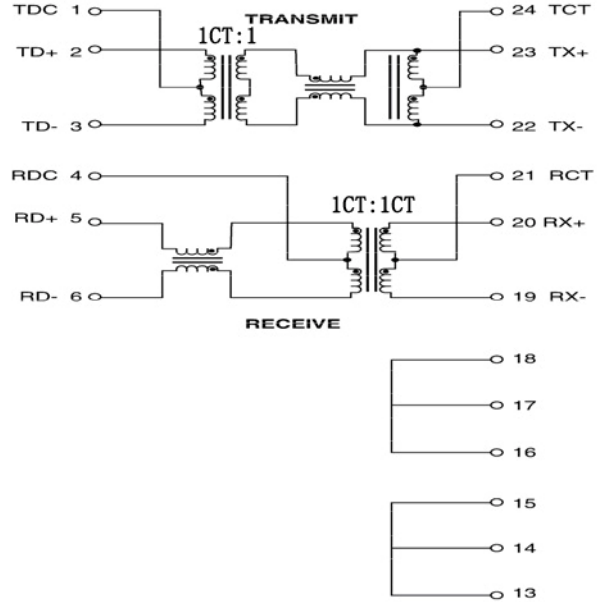 TDC 1 TRANSMIT 24 TCT
1CT:1
TD+ 2 23 TX+
TD- 3 22 TX-
RDC 4 21 RCT
1CT:1CT
RD+ 5 20 RX+
RD- 6 19 RX-
RECEIVE
18
17
16
15
14
13